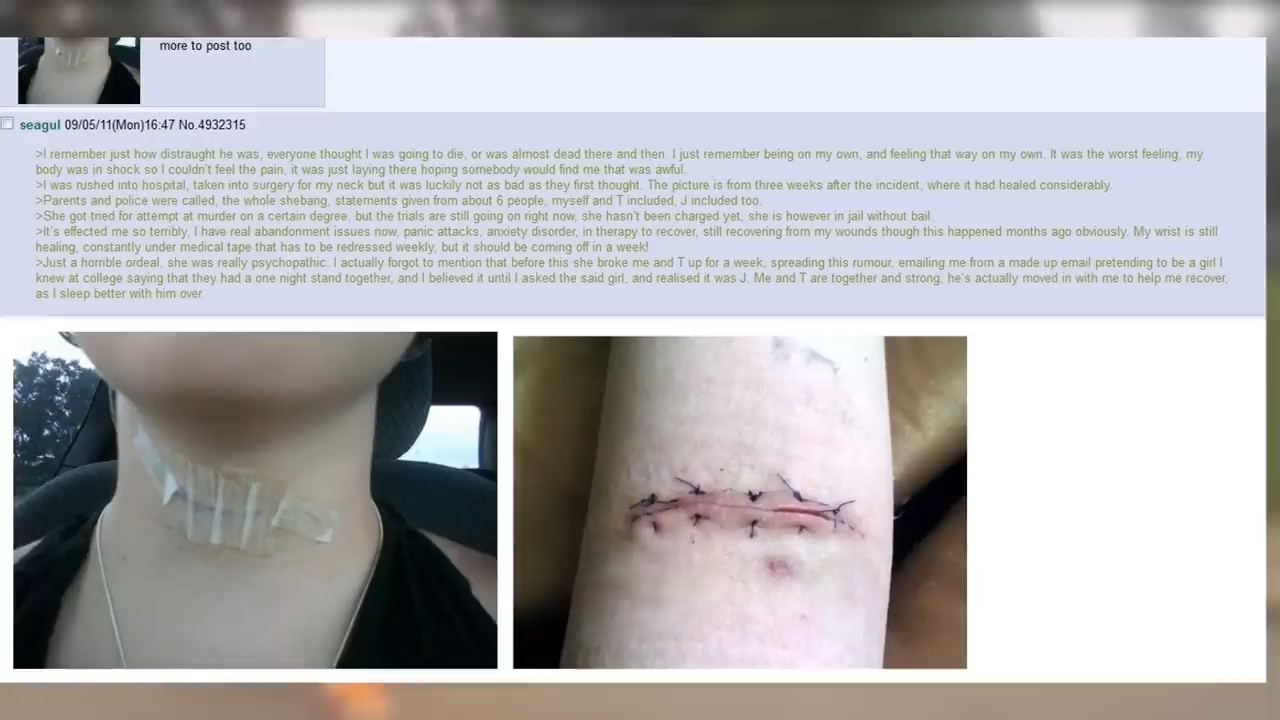 more to post too
seagul 09/05/11(Mon)16:47 No.4932315
>I remember just how distraught he was, everyone thought I was going to die, or was almost dead there and then. I just remember being on my own, and feeling that way on my own. It was the worst feeling, my
body was in shock so I couldn't feel the pain, it was just laying there hoping somebody would find me that was awful.
>I was rushed into hospital, taken into surgery for my neck but it was luckily not as bad as they first thought. The picture is from three weeks after the incident, where it had healed considerably.
>Parents and police were called, the whole shebang, statements given from about 6 people, myself and T included, J included too.
>She got tried for attempt at murder on a certain degree, but the trials are still going on right now, she hasn't been charged yet, she is however in jail without bail.
>It's effected me so terribly, I have real abandonment issues now, panic attacks, anxiety disorder, in therapy to recover, still recovering from my wounds though this happened months ago obviously. My wrist is still
healing, constantly under medical tape that has to be redressed weekly, but it should be coming off in a week!
>Just a horrible ordeal, she was really psychopathic. I actually forgot to mention that before this she broke me and T up for a week, spreading this rumour, emailing me from a made up email pretending to be a girl I
knew at college saying that they had a one night stand together, and I believed it until I asked the said girl, and realised it was J. Me and T are together and strong, he's actually moved in with me to help me recover,
as I sleep better with him over.